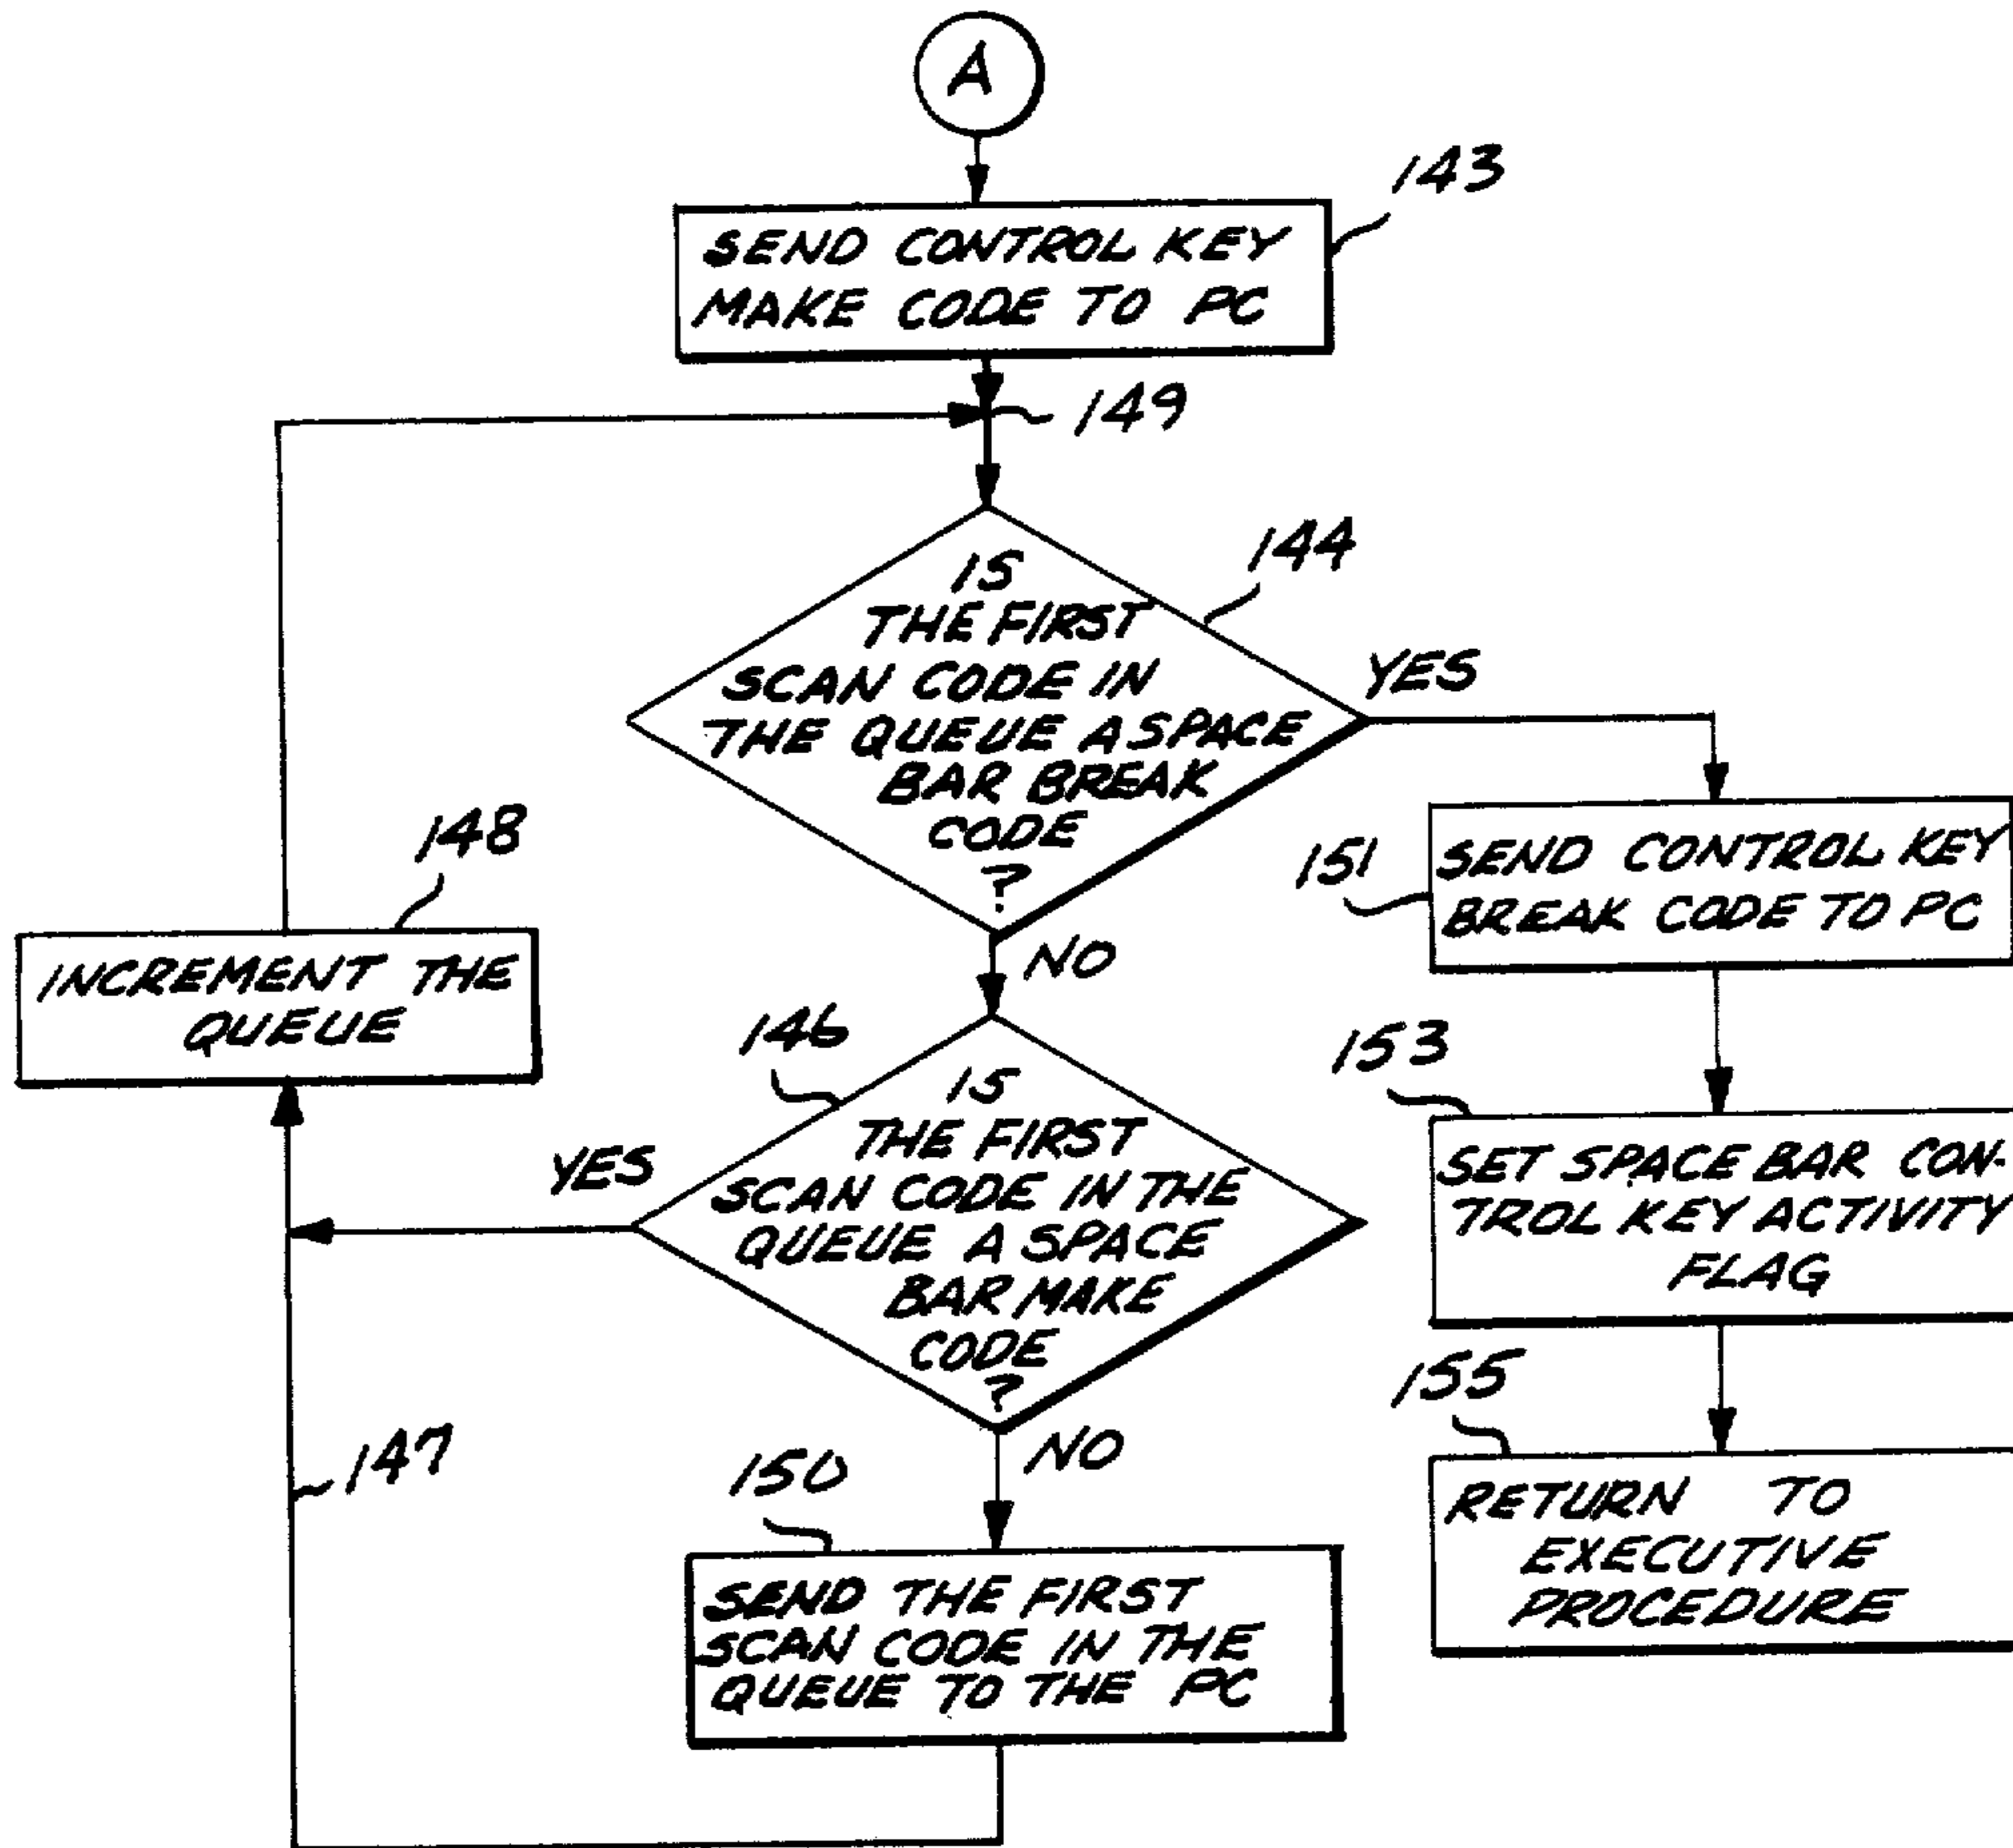 A
143
SEND CONTROL KEY
MAKE CODE TO PC
149
144
IS
THE FIRST
SCAN CODE IN
THE QUEUE A SPACE
BAR BREAK
CODE
?
YES
NO
148
INCREMENT THE
QUEUE
151
SEND CONTROL KEY
BREAK CODE TO PC
146
IS
THE FIRST
SCAN CODE IN THE
QUEUE A SPACE
BAR MAKE
CODE
?
YES
NO
153
SET SPACE BAR CON-
TROL KEY ACTIVITY
FLAG
147
150
SEND THE FIRST
SCAN CODE IN THE
QUEUE TO THE PC
155
RETURN TO
EXECUTIVE
PROCEDURE